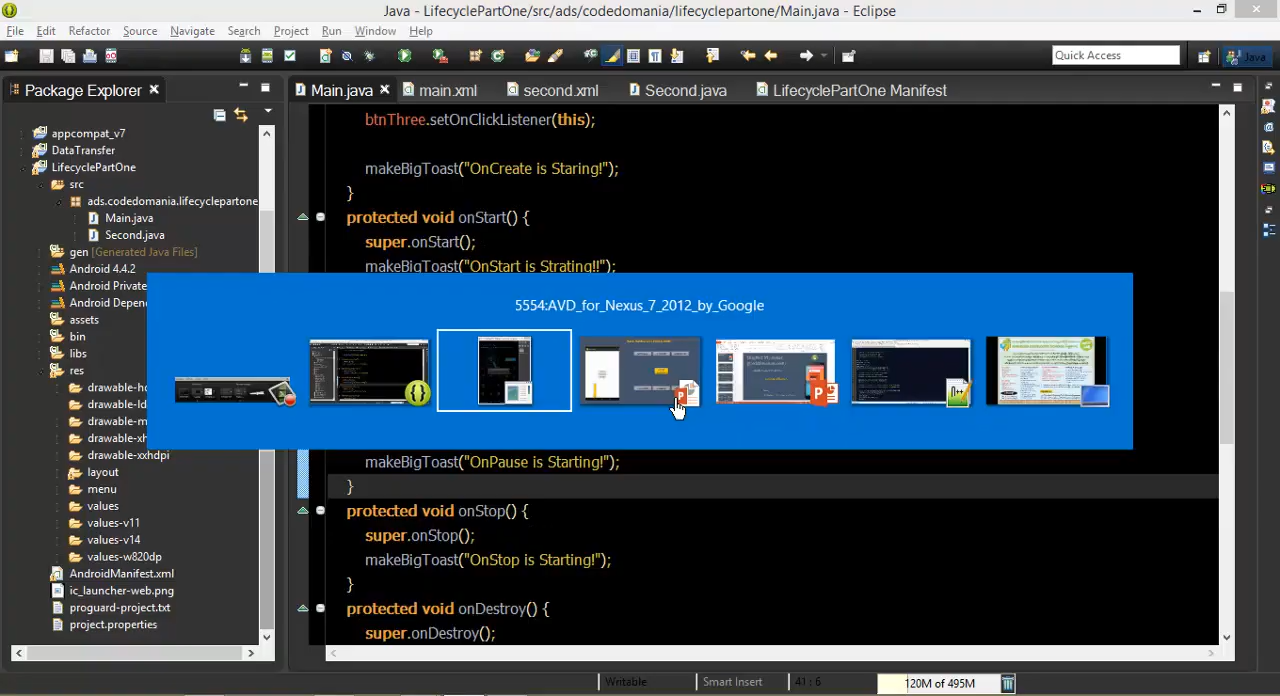 Java - LifecyclePartOne/src/ads/codedomania/lifecyclepartone/Main.java - Eclipse
File Edit Refactor Source Navigate Search Project Run Window Help
Quick Access
Java
Package Explorer
Main.java
main.xml
second.xml
Second.java
LifecyclePartOne Manifest
appcompat_v7
DataTransfer
LifecyclePartOne
src
ads.codedomania.lifecyclepartone
Main.java
Second.java
gen [Generated Java Files]
Android 4.4.2
Android Private
Android Depen
assets
bin
libs
res
drawable-hd
drawable-ld
drawable-m
drawable-xh
drawable-xxhdpi
layout
menu
values
values-v11
values-v14
values-w820dp
AndroidManifest.xml
ic_launcher-web.png
proguard-project.txt
project.properties
btnThree.setOnClickListener(this);
makeBigToast("OnCreate is Staring!");
}
protected void onStart() {
super.onStart();
makeBigToast("OnStart is Strating!!");
5554:AVD_for_Nexus_7_2012_by_Google
makeBigToast("OnPause is Starting!");
}
protected void onStop() {
super.onStop();
makeBigToast("OnStop is Starting!");
}
protected void onDestroy() {
super.onDestroy();
Writable
Smart Insert
41 : 6
120M of 495M